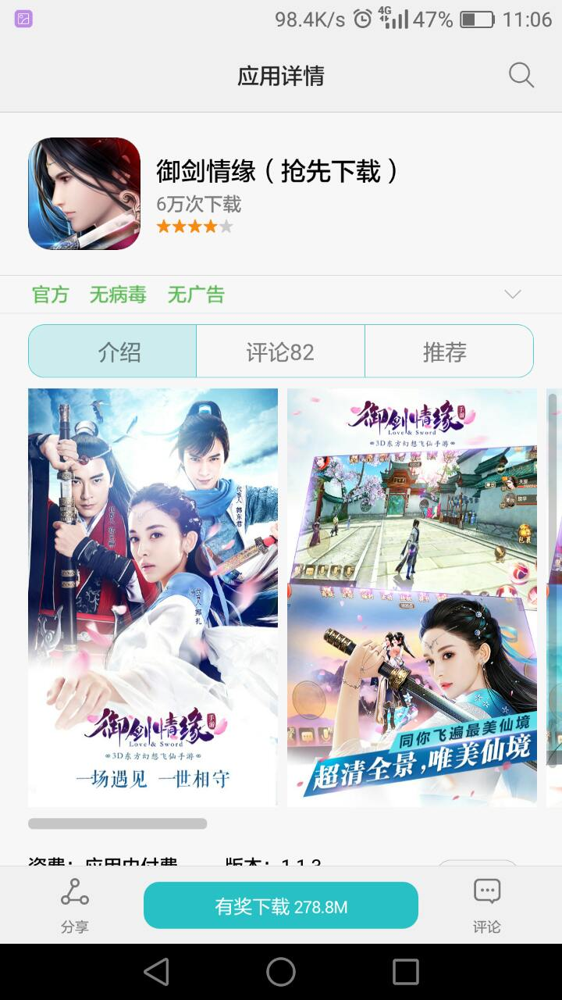 98.4K/s 4G 47% 11:06
应用详情
御剑情缘（抢先下载）
6万次下载
官方 无病毒 无广告
介绍 评论82 推荐
代言人 韩东君
代言人 娜扎
御剑情缘 手游
Love & Sword
3D东方幻想飞仙手游
一场遇见 一世相守
御剑情缘 手游
Love & Sword
3D东方幻想飞仙手游
同你飞遍最美仙境
超清全景,唯美仙境
资费：应用内付费 版本：1.1.3
分享 有奖下载 278.8M 评论